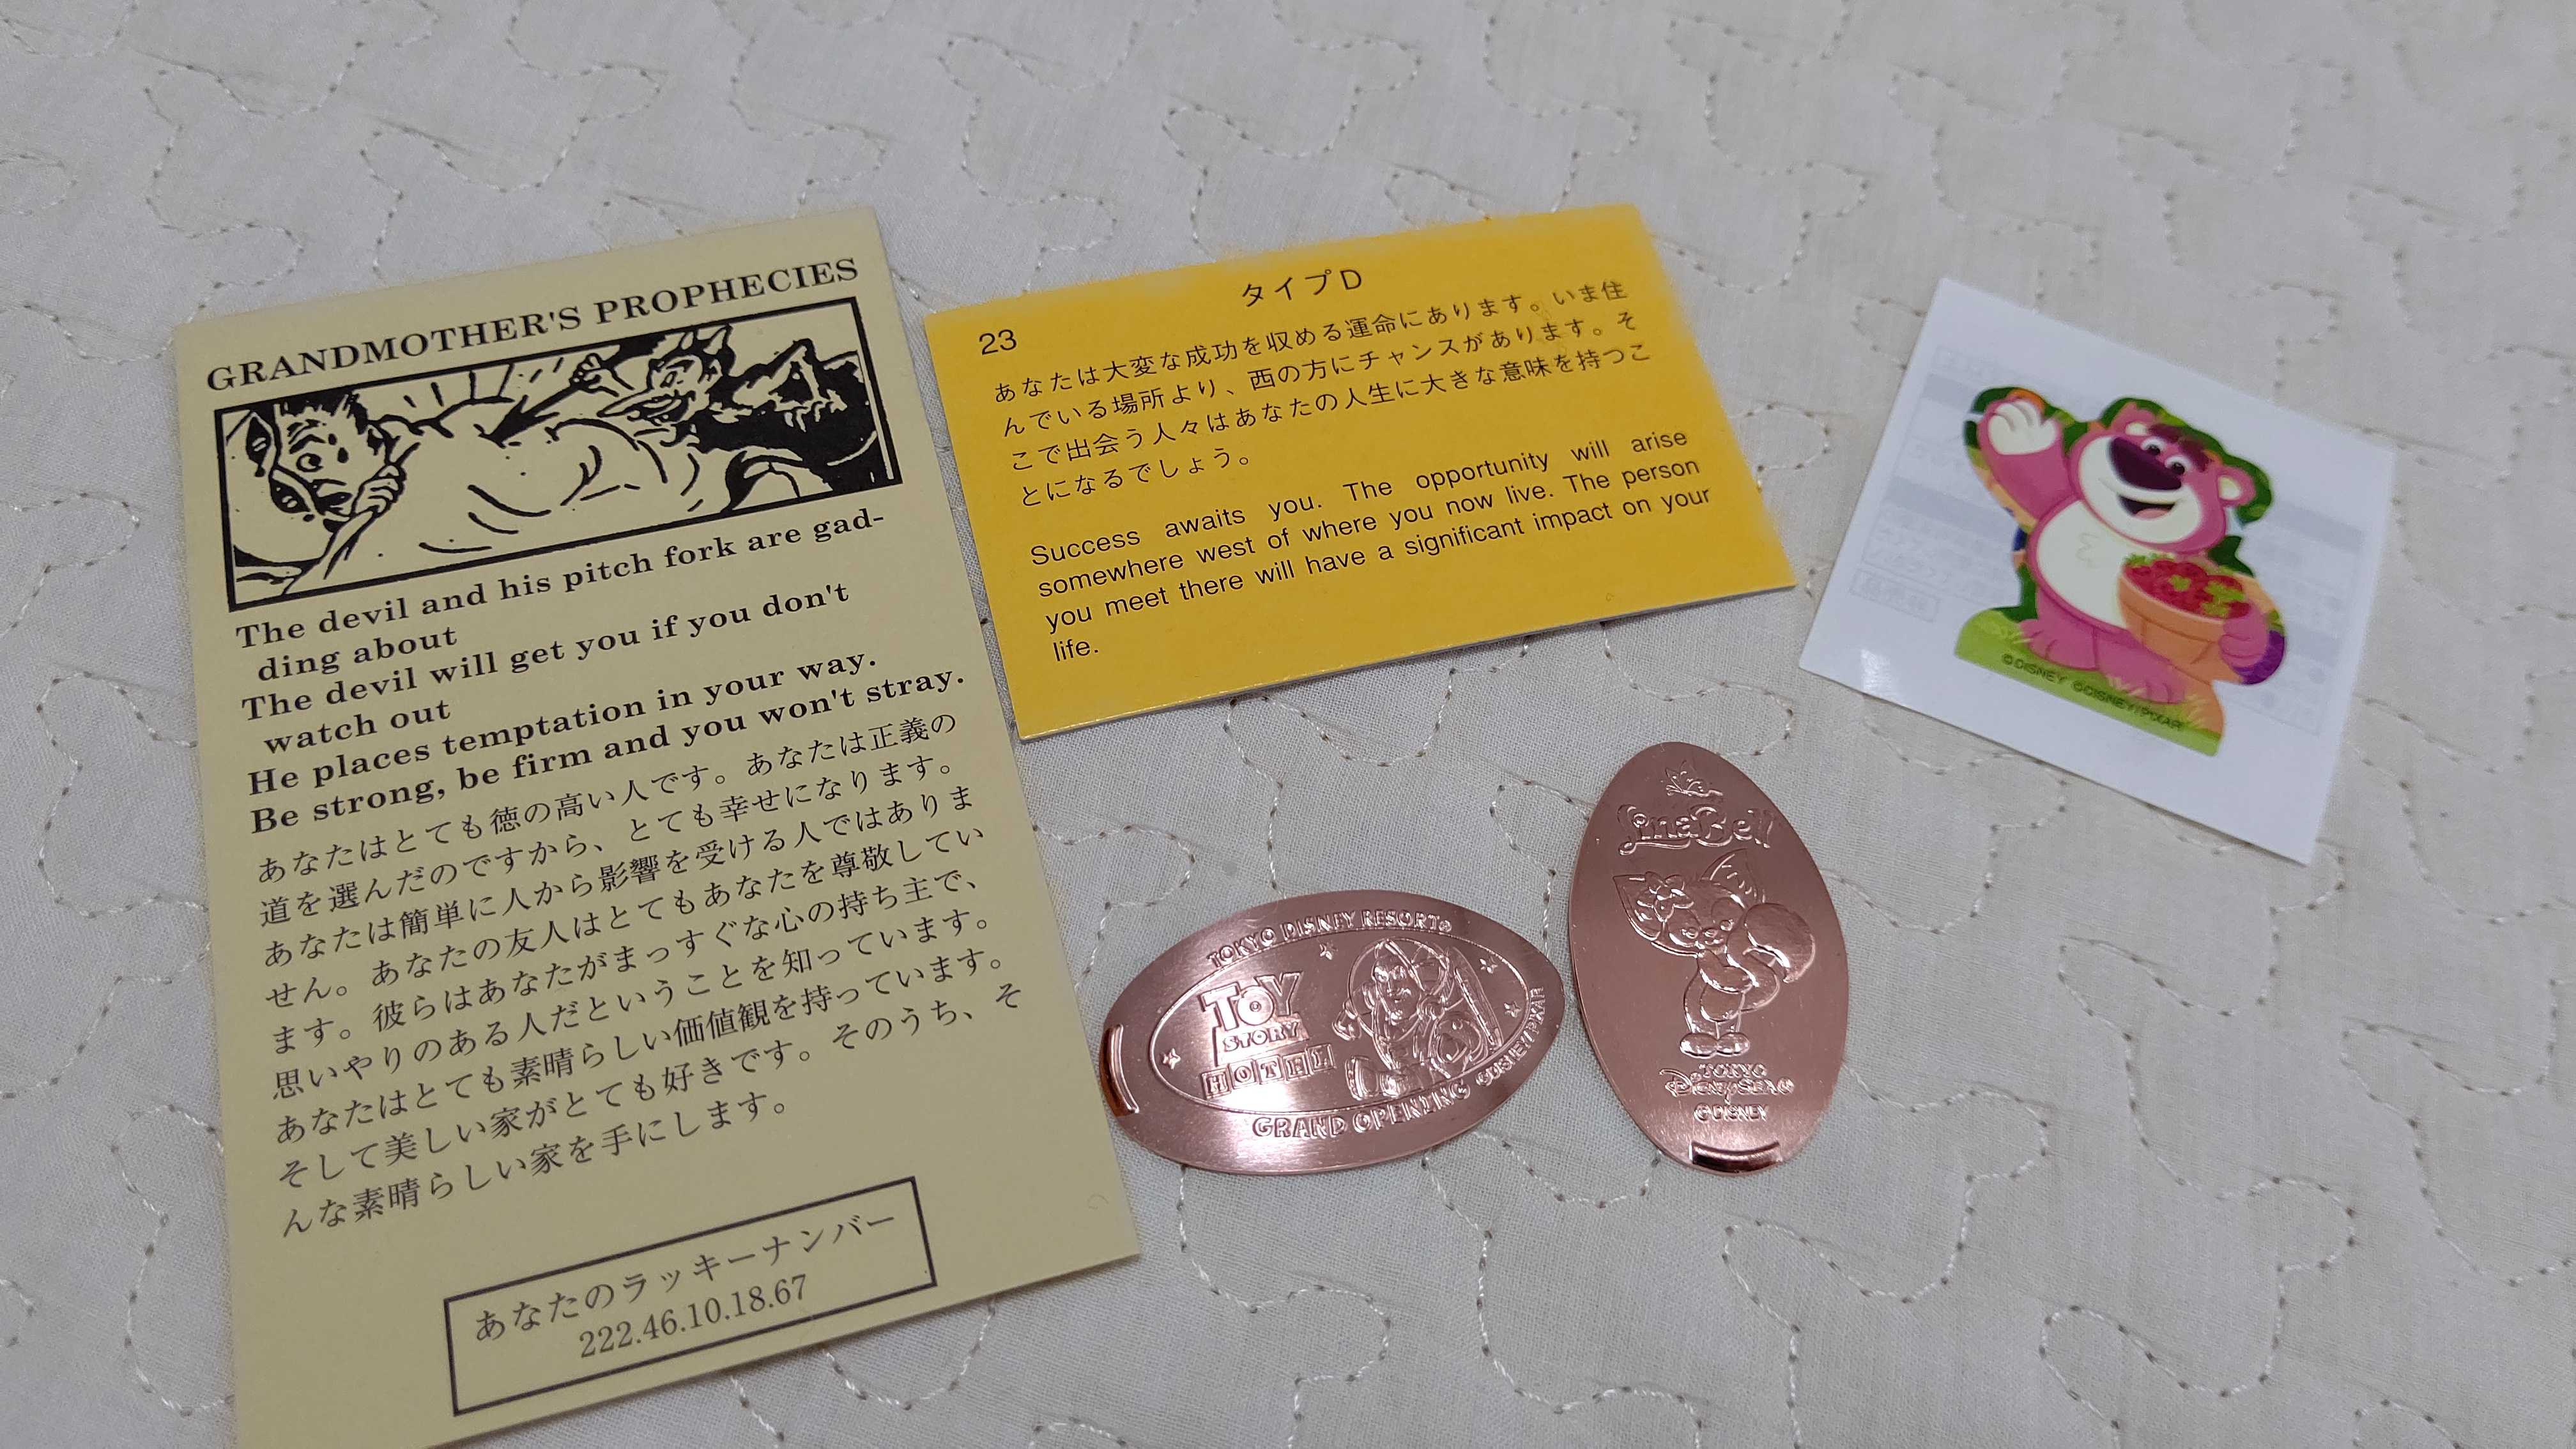 GRANDMOTHER'S PROPHECIES
The devil and his pitch fork are gad-
ding about
The devil will get you if you don't
watch out
He places temptation in your way.
Be strong, be firm and you won't stray.
あなたはとても徳の高い人です。あなたは正義の
道を選んだのですから、とても幸せになります。
あなたは簡単に人から影響を受ける人ではありま
せん。あなたの友人はとてもあなたを尊敬してい
ます。彼らはあなたがまっすぐな心の持ち主で、
思いやりのある人だということを知っています。
あなたはとても素晴らしい価値観を持っています。
そして美しい家がとても好きです。そのうち、そ
んな素晴らしい家を手にします。
あなたのラッキーナンバー
222.46.10.18.67
タイプD
23
あなたは大変な成功を収める運命にあります。いま住
んでいる場所より、西の方にチャンスがあります。そ
こで出会う人々はあなたの人生に大きな意味を持つこ
とになるでしょう。
Success awaits you. The opportunity will arise
somewhere west of where you now live. The person
you meet there will have a significant impact on your
life.
©DISNEY ©DISNEY/PIXAR
TOKYO DISNEY RESORT®
TOY
STORY
HOTEL
GRAND OPENING
©DISNEY/PIXAR
LinaBell
TOKYO
DISNEYSEA®
©DISNEY